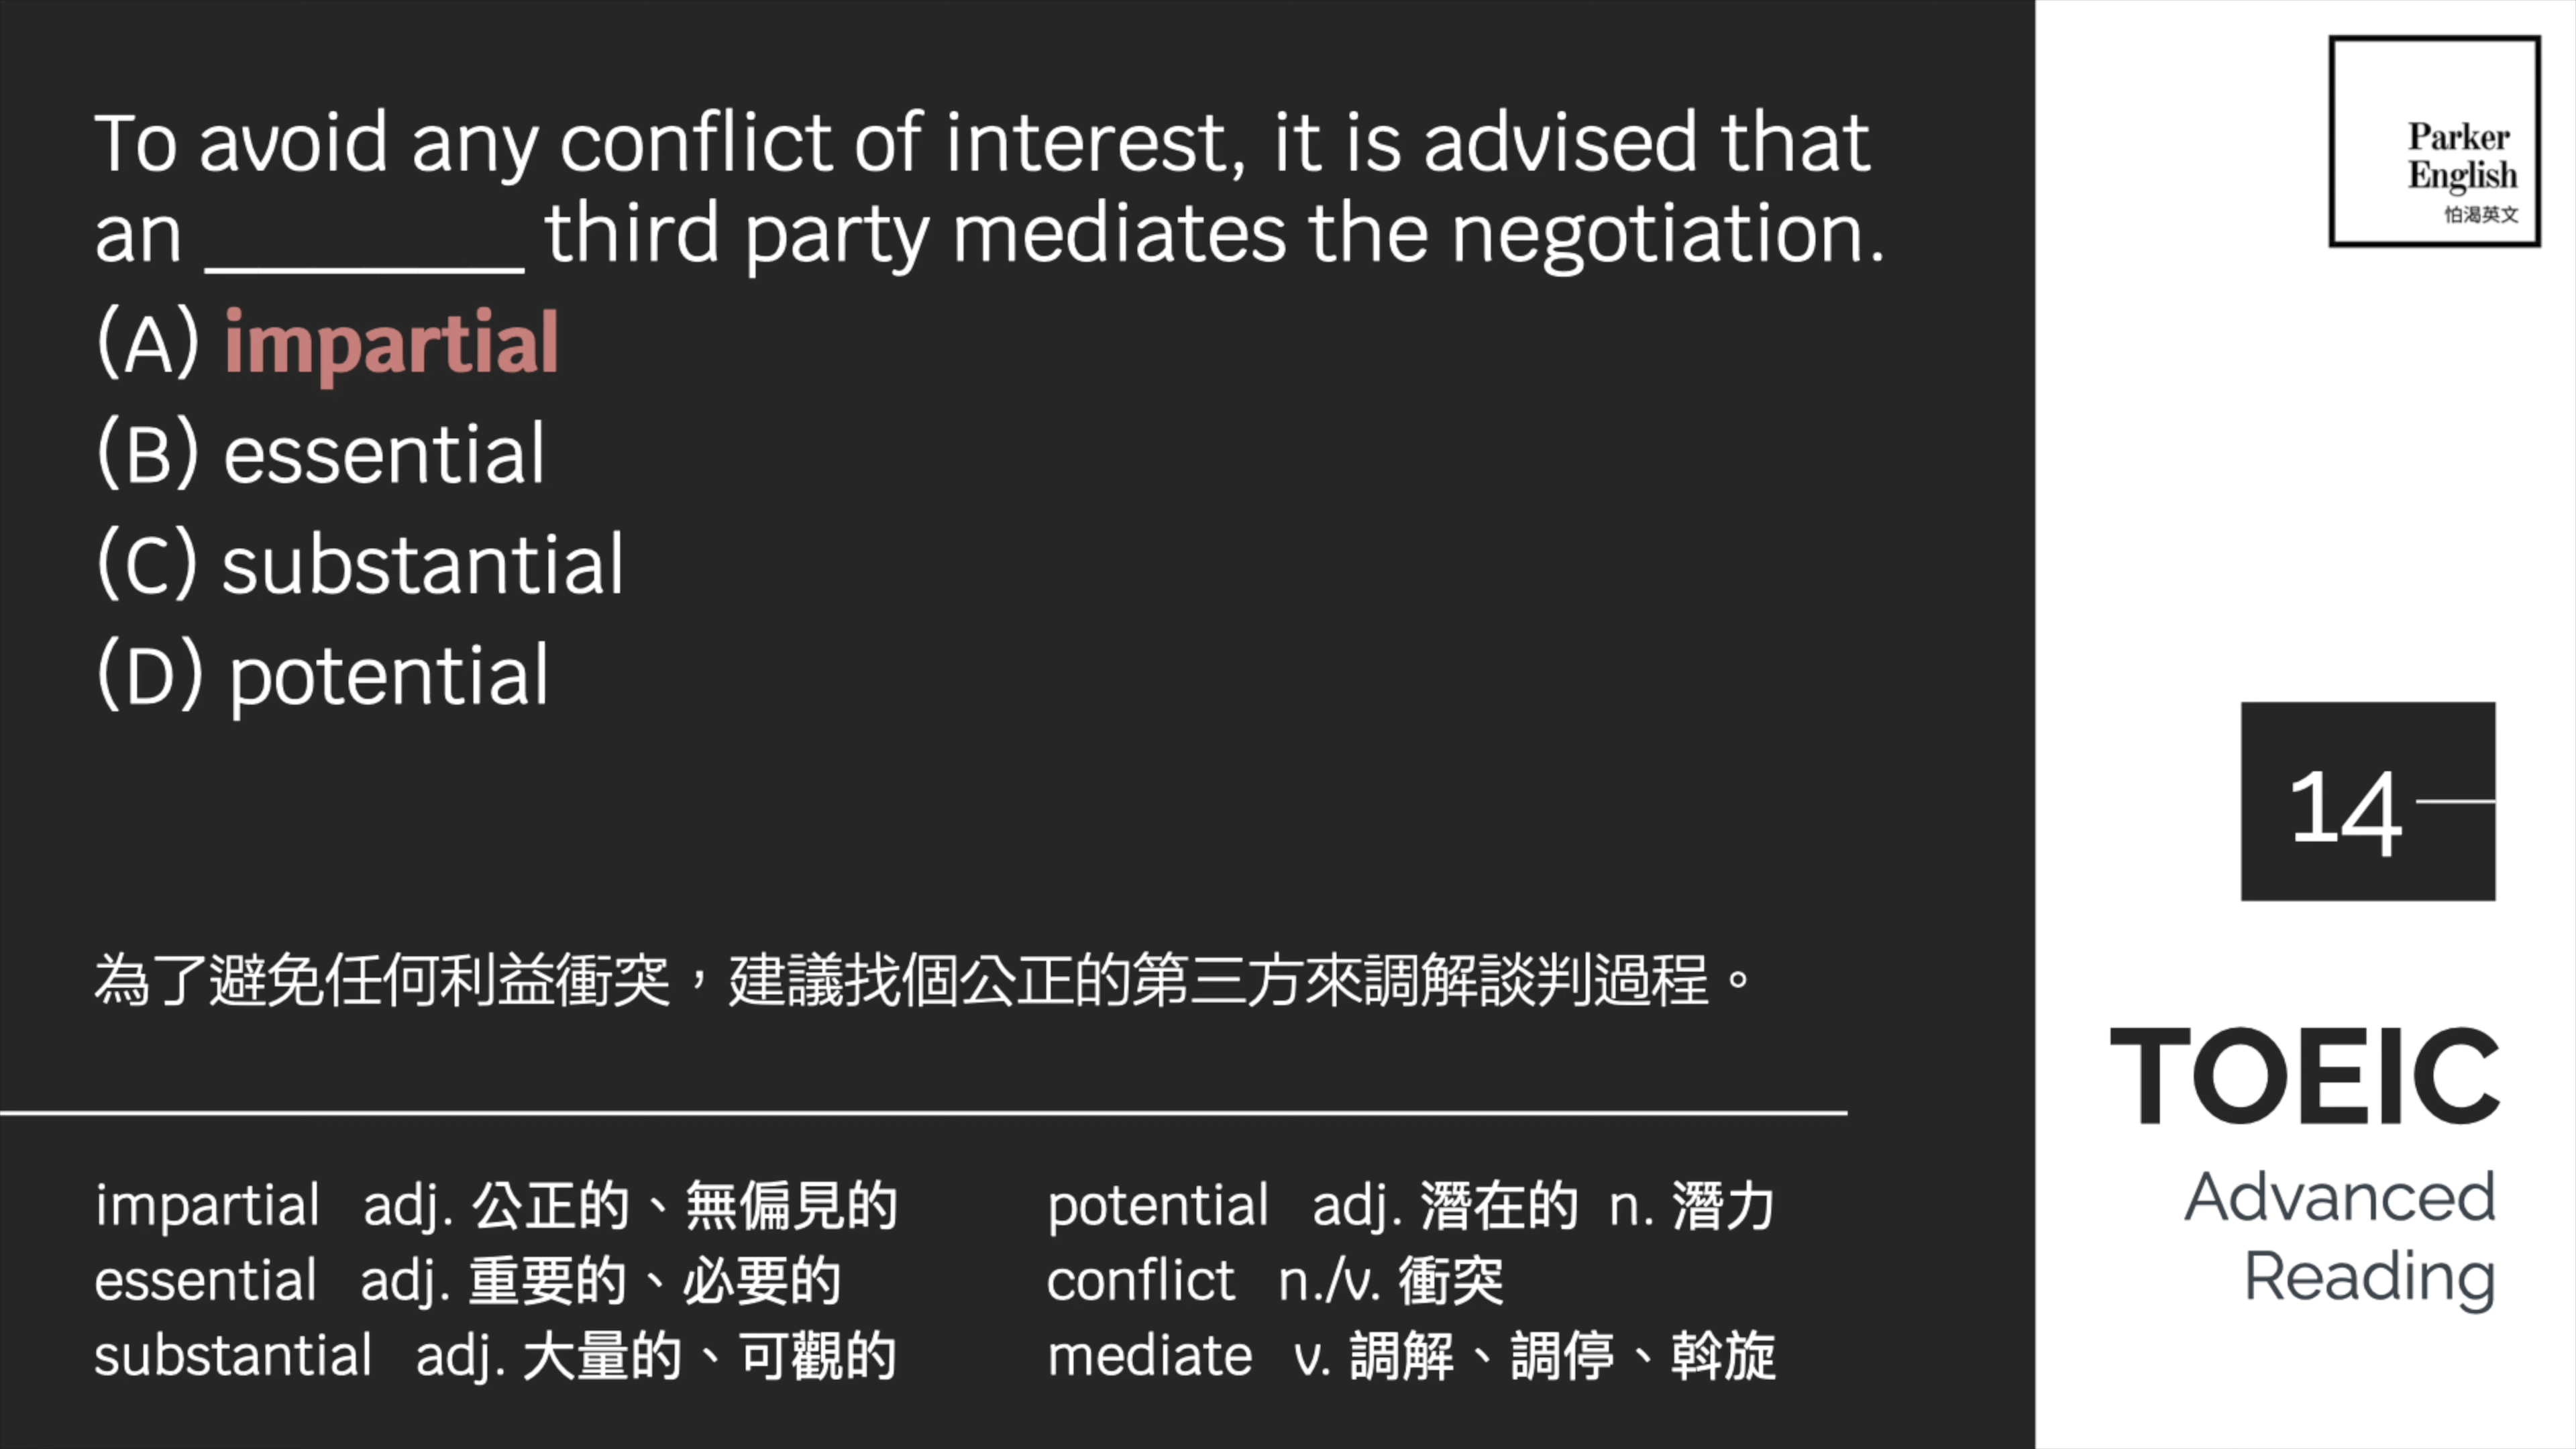 To avoid any conflict of interest, it is advised that
an ________ third party mediates the negotiation.
(A) impartial
(B) essential
(C) substantial
(D) potential
為了避免任何利益衝突，建議找個公正的第三方來調解談判過程。
impartial adj. 公正的、無偏見的
essential adj. 重要的、必要的
substantial adj. 大量的、可觀的
potential adj. 潛在的 n. 潛力
conflict n./v. 衝突
mediate v. 調解、調停、斡旋
Parker
English
怕渴英文
14
TOEIC
Advanced
Reading